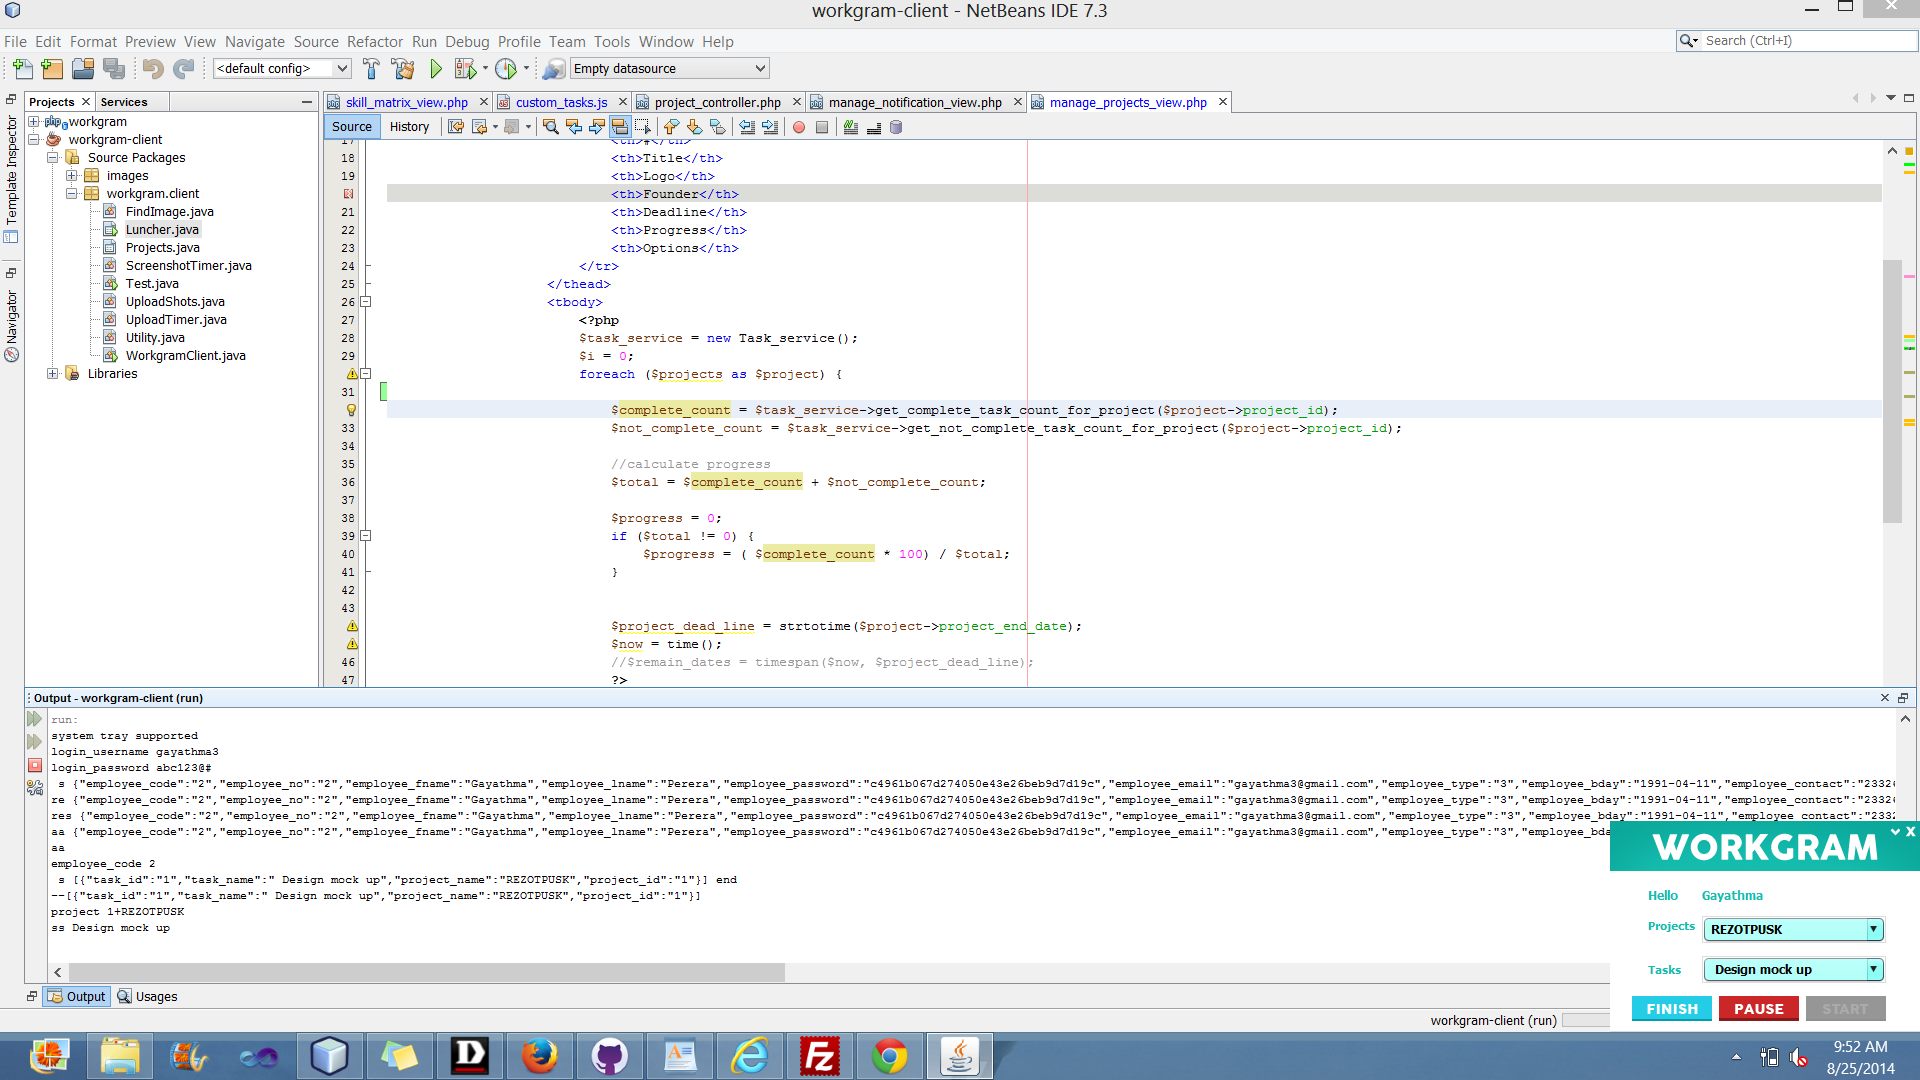 workgram-client - NetBeans IDE 7.3
File Edit Format Preview View Navigate Source Refactor Run Debug Profile Team Tools Window Help
Search (Ctrl+I)
<default config>
Empty datasource
Projects
Services
skill_matrix_view.php
custom_tasks.js
project_controller.php
manage_notification_view.php
manage_projects_view.php
Source
History
Template Inspector
Navigator
workgram
workgram-client
Source Packages
images
workgram.client
FindImage.java
Luncher.java
Projects.java
ScreenshotTimer.java
Test.java
UploadShots.java
UploadTimer.java
Utility.java
WorkgramClient.java
Libraries
17 <th>#</th>
18 <th>Title</th>
19 <th>Logo</th>
<th>Founder</th>
21 <th>Deadline</th>
22 <th>Progress</th>
23 <th>Options</th>
24 </tr>
25 </thead>
26 <tbody>
27 <?php
28 $task_service = new Task_service();
29 $i = 0;
foreach ($projects as $project) {
31
$complete_count = $task_service->get_complete_task_count_for_project($project->project_id);
33 $not_complete_count = $task_service->get_not_complete_task_count_for_project($project->project_id);
34
35 //calculate progress
36 $total = $complete_count + $not_complete_count;
37
38 $progress = 0;
39 if ($total != 0) {
40 $progress = ( $complete_count * 100) / $total;
41 }
42
43
$project_dead_line = strtotime($project->project_end_date);
$now = time();
46 //$remain_dates = timespan($now, $project_dead_line);
47 ?>
Output - workgram-client (run)
run:
system tray supported
login_username gayathma3
login_password abc123@#
s {"employee_code":"2","employee_no":"2","employee_fname":"Gayathma","employee_lname":"Perera","employee_password":"c4961b067d274050e43e26beb9d7d19c","employee_email":"gayathma3@gmail.com","employee_type":"3","employee_bday":"1991-04-11","employee_contact":"2332
re {"employee_code":"2","employee_no":"2","employee_fname":"Gayathma","employee_lname":"Perera","employee_password":"c4961b067d274050e43e26beb9d7d19c","employee_email":"gayathma3@gmail.com","employee_type":"3","employee_bday":"1991-04-11","employee_contact":"2332
res {"employee_code":"2","employee_no":"2","employee_fname":"Gayathma","employee_lname":"Perera","employee_password":"c4961b067d274050e43e26beb9d7d19c","employee_email":"gayathma3@gmail.com","employee_type":"3","employee_bday":"1991-04-11","employee_contact":"2332
aa {"employee_code":"2","employee_no":"2","employee_fname":"Gayathma","employee_lname":"Perera","employee_password":"c4961b067d274050e43e26beb9d7d19c","employee_email":"gayathma3@gmail.com","employee_type":"3","employee_bd
aa
employee_code 2
s [{"task_id":"1","task_name":" Design mock up","project_name":"REZOTPUSK","project_id":"1"}] end
--[{"task_id":"1","task_name":" Design mock up","project_name":"REZOTPUSK","project_id":"1"}]
project 1+REZOTPUSK
ss Design mock up
WORKGRAM
Hello Gayathma
Projects REZOTPUSK
Tasks Design mock up
FINISH PAUSE START
Output
Usages
workgram-client (run)
9:52 AM
8/25/2014